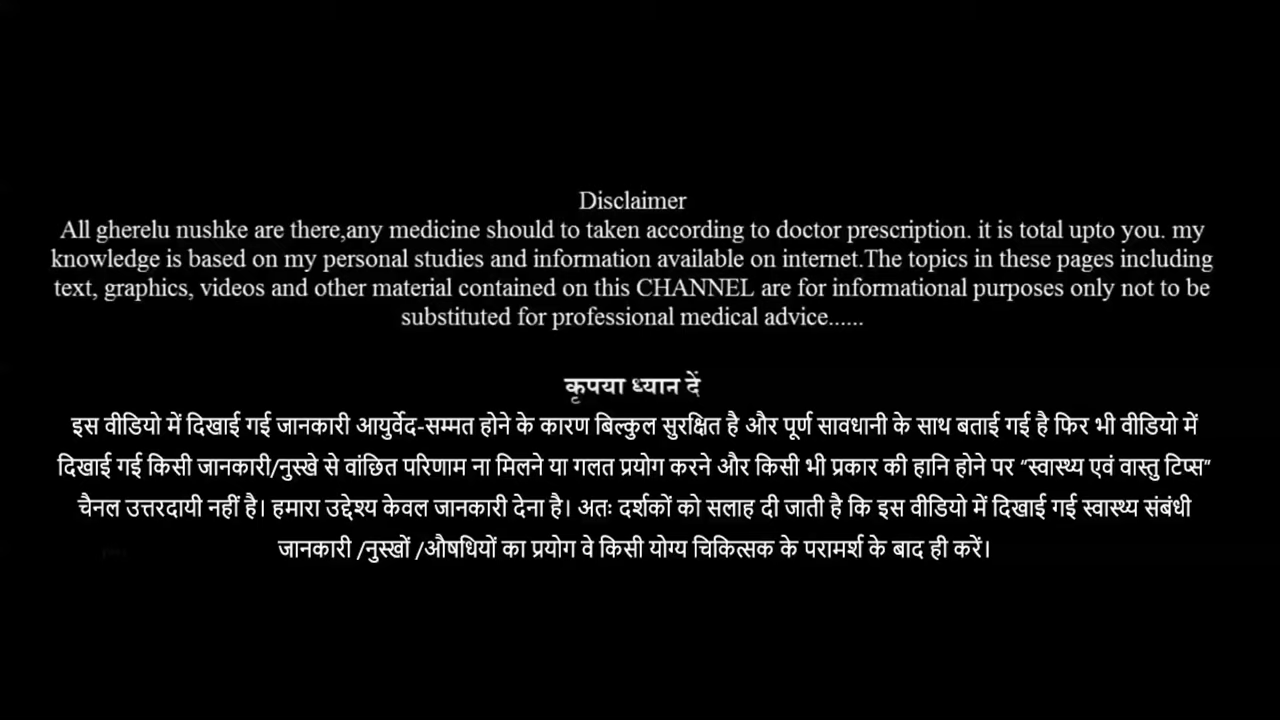 Disclaimer
All gherelu nushke are there,any medicine should to taken according to doctor prescription. it is total upto you. my
knowledge is based on my personal studies and information available on internet.The topics in these pages including
text, graphics, videos and other material contained on this CHANNEL are for informational purposes only not to be
substituted for professional medical advice......
कृपया ध्यान दें
इस वीडियो में दिखाई गई जानकारी आयुर्वेद-सम्मत होने के कारण बिल्कुल सुरक्षित है और पूर्ण सावधानी के साथ बताई गई है फिर भी वीडियो में
दिखाई गई किसी जानकारी/नुस्खे से वांछित परिणाम ना मिलने या गलत प्रयोग करने और किसी भी प्रकार की हानि होने पर “स्वास्थ्य एवं वास्तु टिप्स”
चैनल उत्तरदायी नहीं है। हमारा उद्देश्य केवल जानकारी देना है। अतः दर्शकों को सलाह दी जाती है कि इस वीडियो में दिखाई गई स्वास्थ्य संबंधी
जानकारी /नुस्खों /औषधियों का प्रयोग वे किसी योग्य चिकित्सक के परामर्श के बाद ही करें।